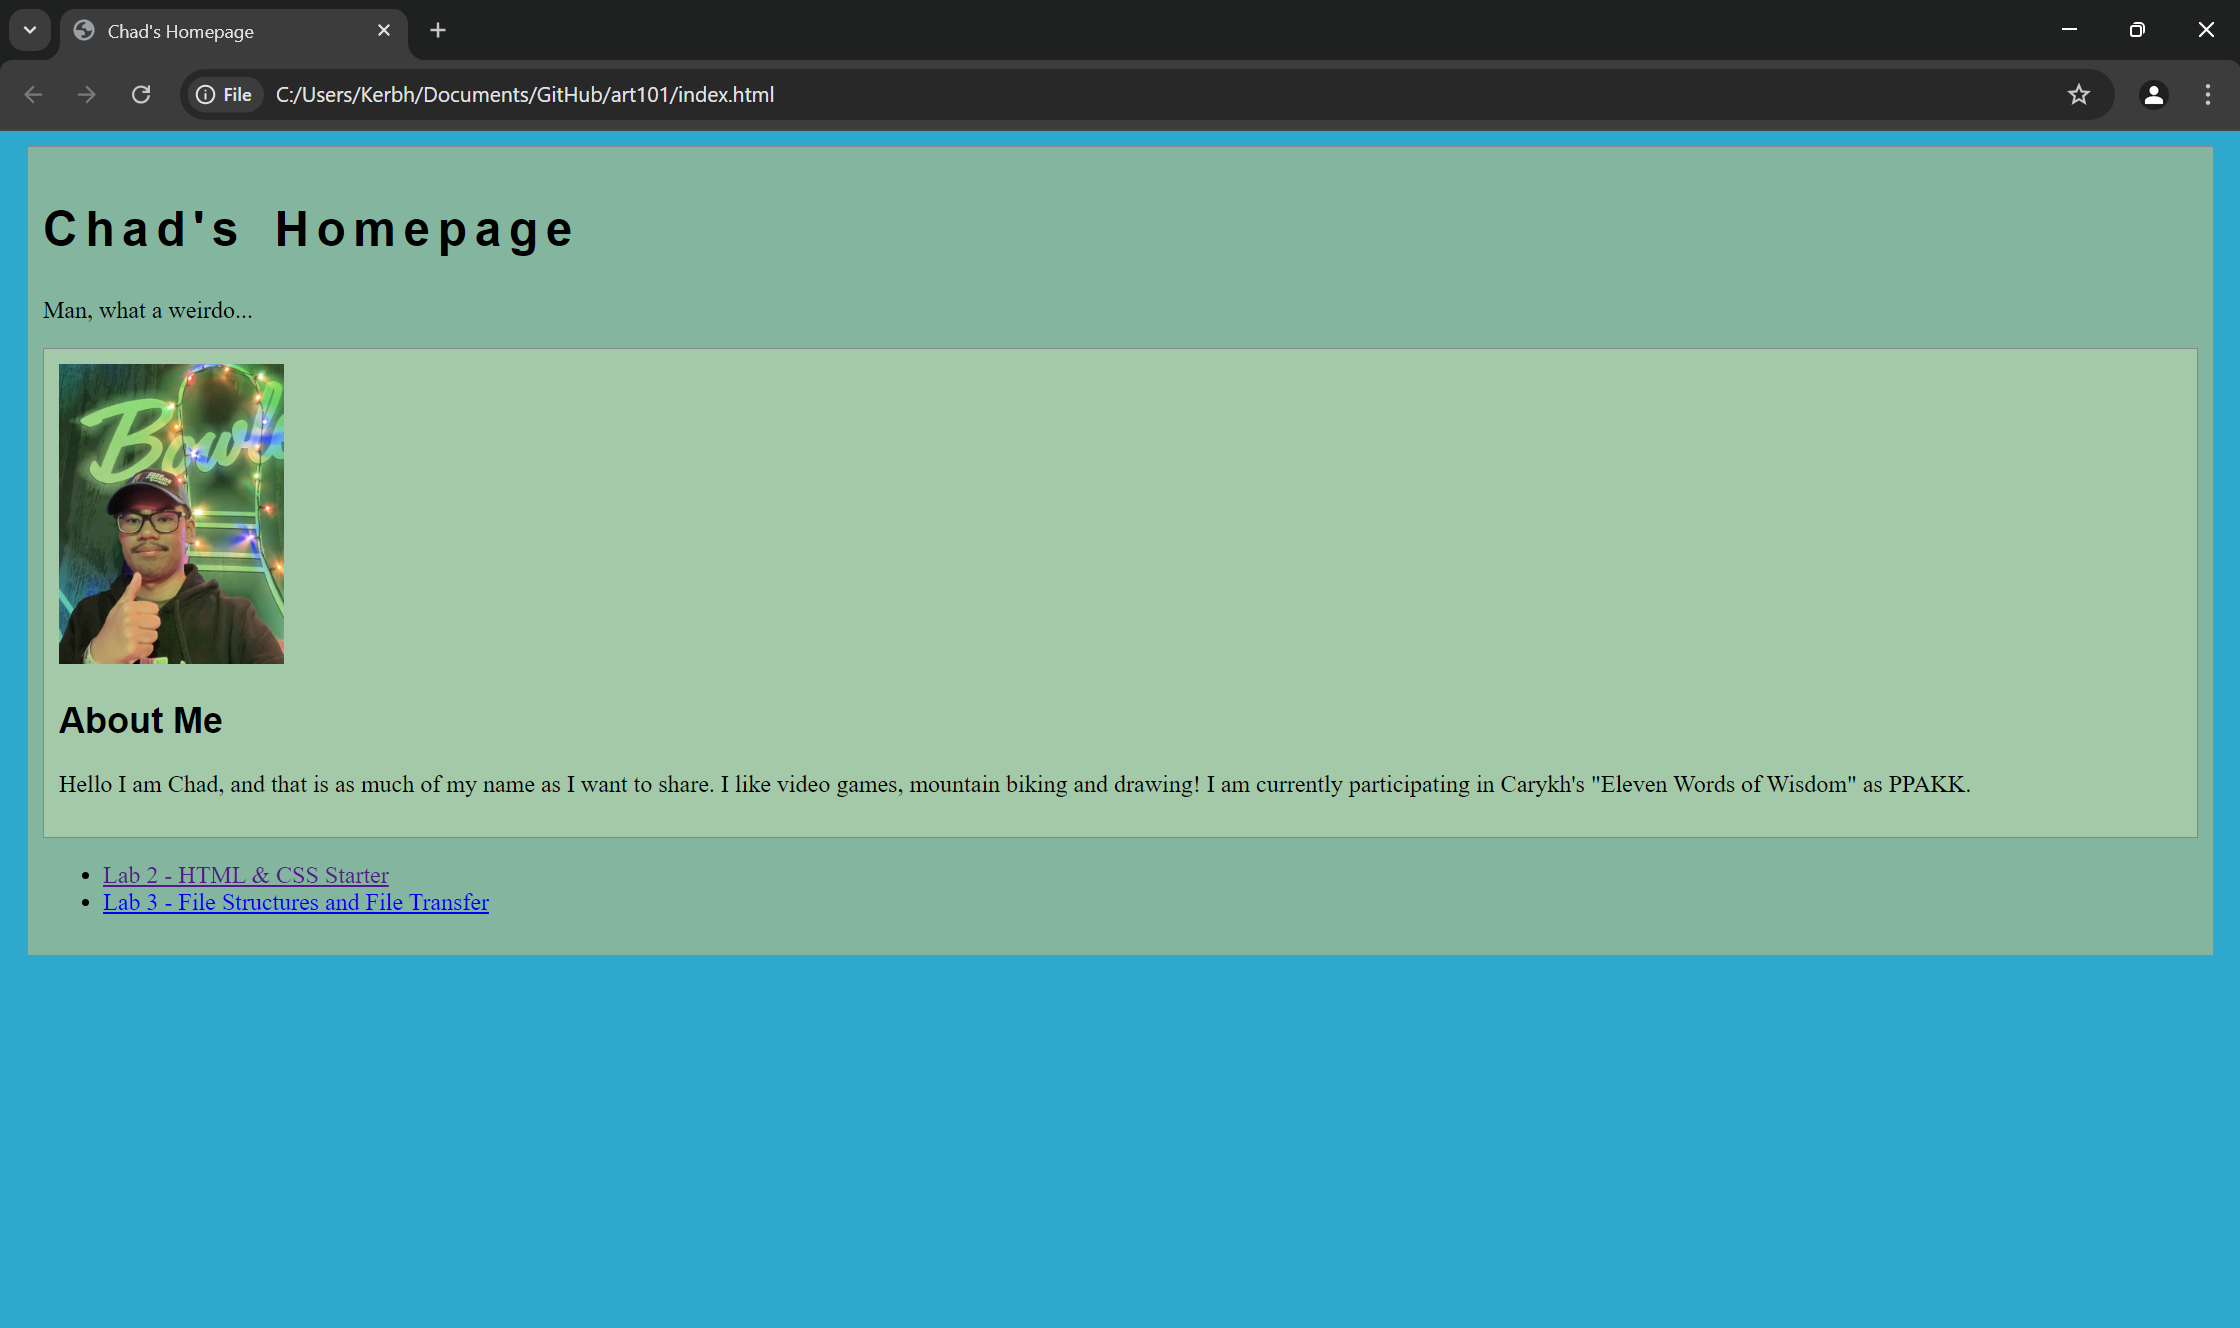 Chad's Homepage
File C:/Users/Kerbh/Documents/GitHub/art101/index.html
Chad's Homepage
Man, what a weirdo...
About Me
Hello I am Chad, and that is as much of my name as I want to share. I like video games, mountain biking and drawing! I am currently participating in Carykh's "Eleven Words of Wisdom" as PPAKK.
Lab 2 - HTML & CSS Starter
Lab 3 - File Structures and File Transfer